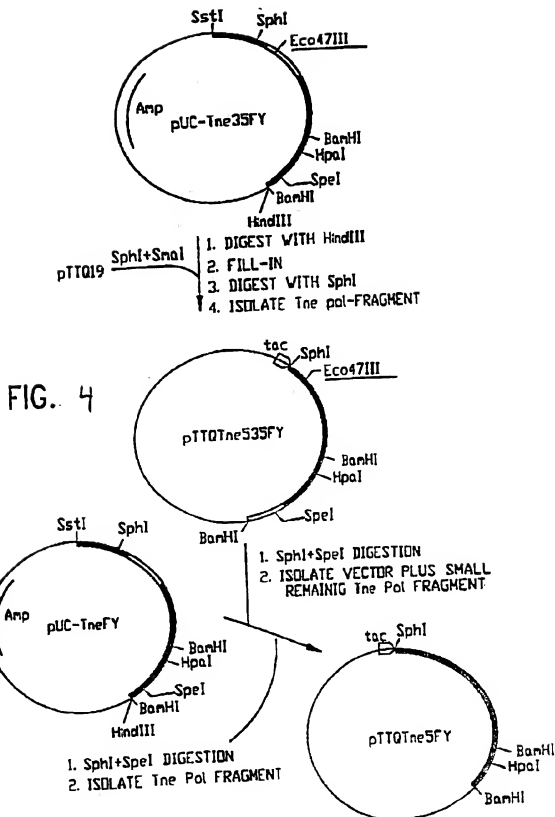 SstI
SphI
Eco47III
Amp
pUC-Tne35FY
BamHI
HpaI
SpeI
BamHI
HindIII
pTTQ19
SphI+SmaI
1. DIGEST WITH HindIII
2. FILL-IN
3. DIGEST WITH SphI
4. ISOLATE Tne pol-FRAGMENT
FIG. 4
tac
SphI
Eco47III
pTTQTne535FY
BamHI
HpaI
SpeI
BamHI
1. SphI+SpeI DIGESTION
2. ISOLATE VECTOR PLUS SMALL
REMAINIG Tne Pol FRAGMENT
SstI
SphI
Amp
pUC-TneFY
BamHI
HpaI
SpeI
BamHI
HindIII
1. SphI+SpeI DIGESTION
2. ISOLATE Tne Pol FRAGMENT
tac
SphI
pTTQTne5FY
BamHI
HpaI
BamHI